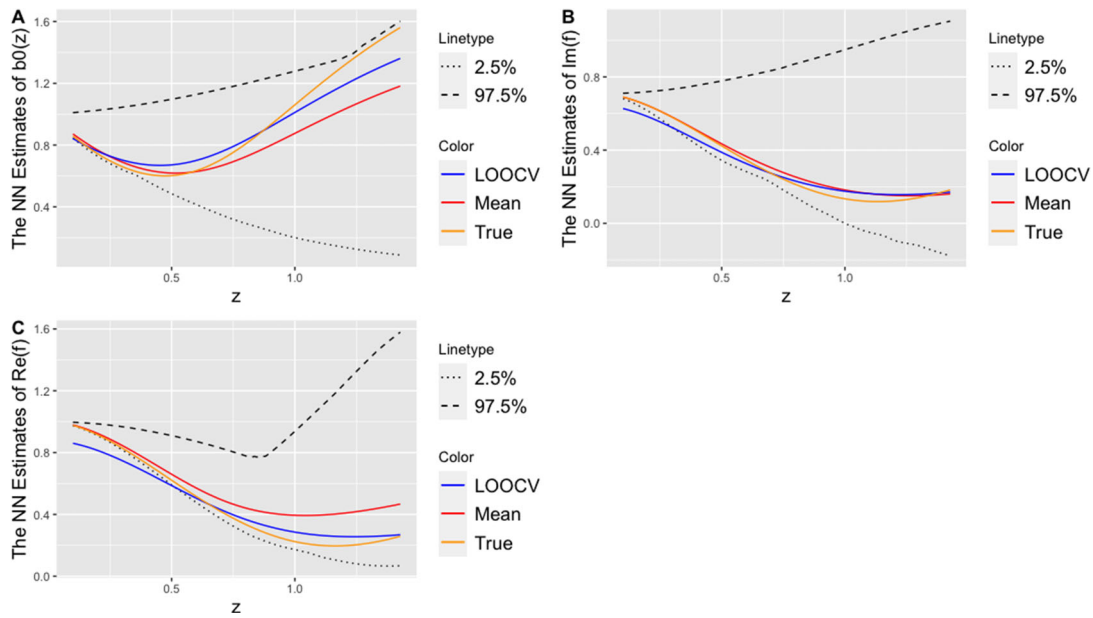 A
The NN Estimates of b0(z)
1.6
1.2
0.8
0.4
0.5
1.0
z
Linetype
2.5%
97.5%
Color
LOOCV
Mean
True
B
The NN Estimates of Im(f)
0.8
0.4
0.0
0.5
1.0
z
Linetype
2.5%
97.5%
Color
LOOCV
Mean
True
C
The NN Estimates of Re(f)
1.6
1.2
0.8
0.4
0.0
0.5
1.0
z
Linetype
2.5%
97.5%
Color
LOOCV
Mean
True